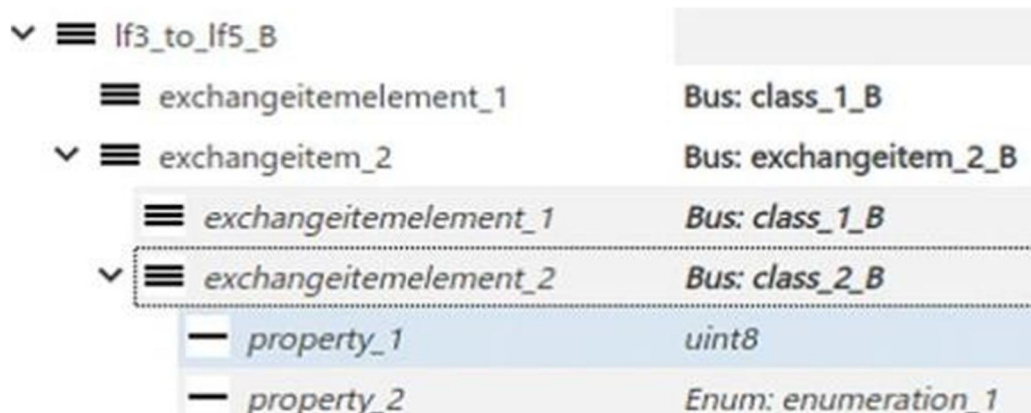 lf3_to_lf5_B
exchangeitemelement_1 Bus: class_1_B
exchangeitem_2 Bus: exchangeitem_2_B
exchangeitemelement_1 Bus: class_1_B
exchangeitemelement_2 Bus: class_2_B
property_1 uint8
property_2 Enum: enumeration_1